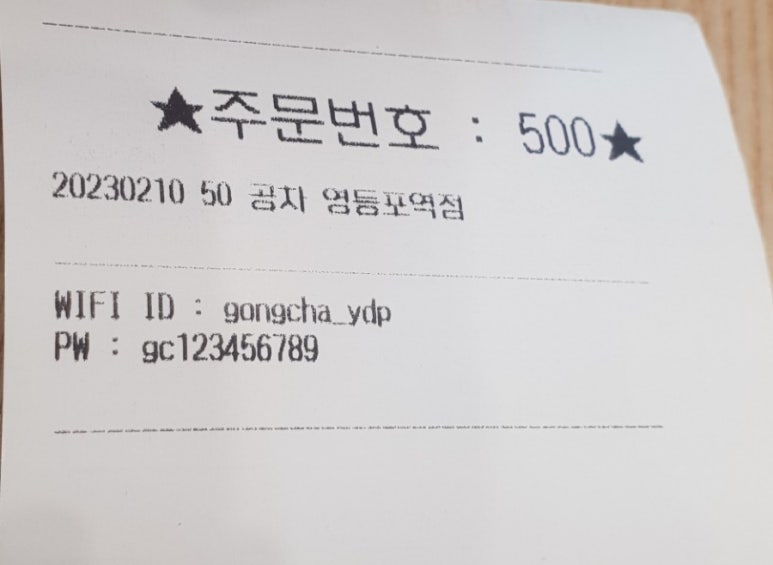 ★주문번호 : 500★
20230210 50 공차 영등포역점
WIFI ID : gongcha_ydp
PW : gc123456789